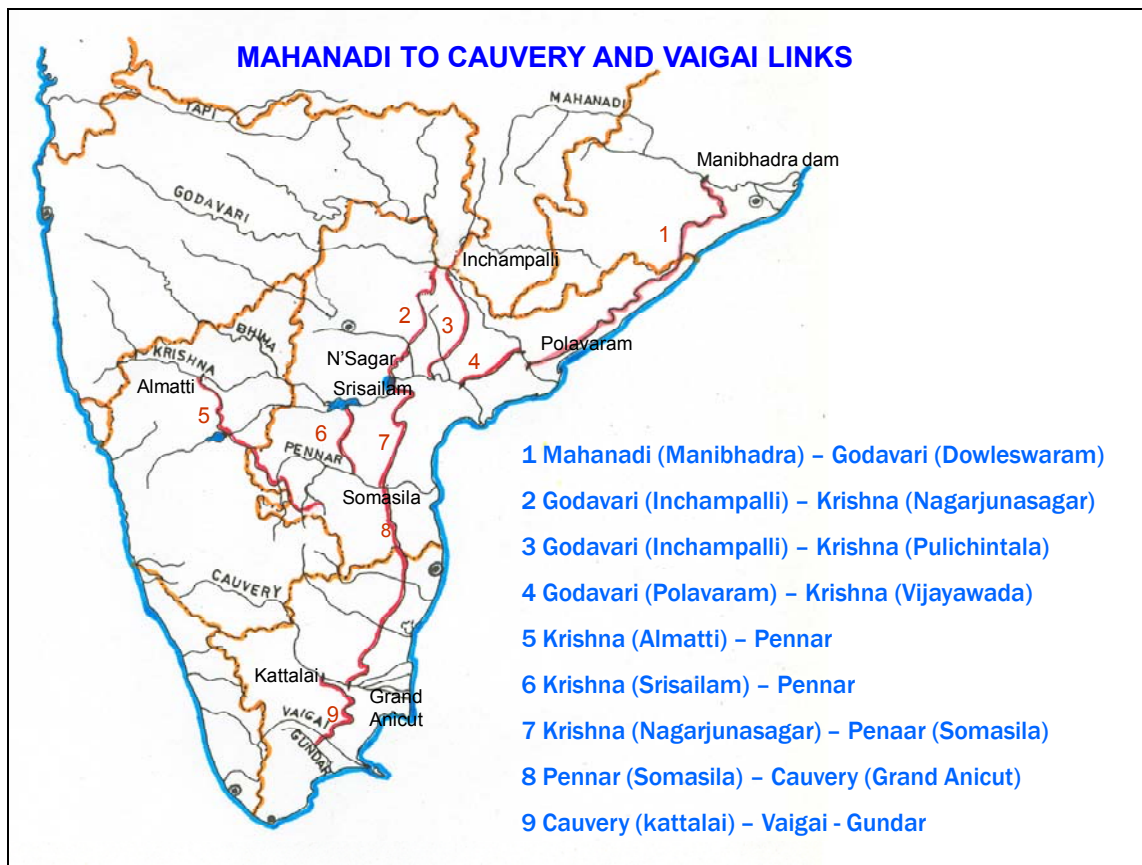 MAHANADI TO CAUVERY AND VAIGAI LINKS
TAPI
MAHANADI
Manibhadra dam
GODAVARI
1
Inchampalli
2
3
BHIMA
KRISHNA
N'Sagar
4
Polavaram
Almatti
Srisailam
5
6
7
PENNAR
Somasila
8
CAUVERY
Kattalai
Grand
Anicut
9
VAIGAI
GUNDAR
1 Mahanadi (Manibhadra) – Godavari (Dowleswaram)
2 Godavari (Inchampalli) – Krishna (Nagarjunasagar)
3 Godavari (Inchampalli) – Krishna (Pulichintala)
4 Godavari (Polavaram) – Krishna (Vijayawada)
5 Krishna (Almatti) – Pennar
6 Krishna (Srisailam) – Pennar
7 Krishna (Nagarjunasagar) – Penaar (Somasila)
8 Pennar (Somasila) – Cauvery (Grand Anicut)
9 Cauvery (kattalai) – Vaigai - Gundar